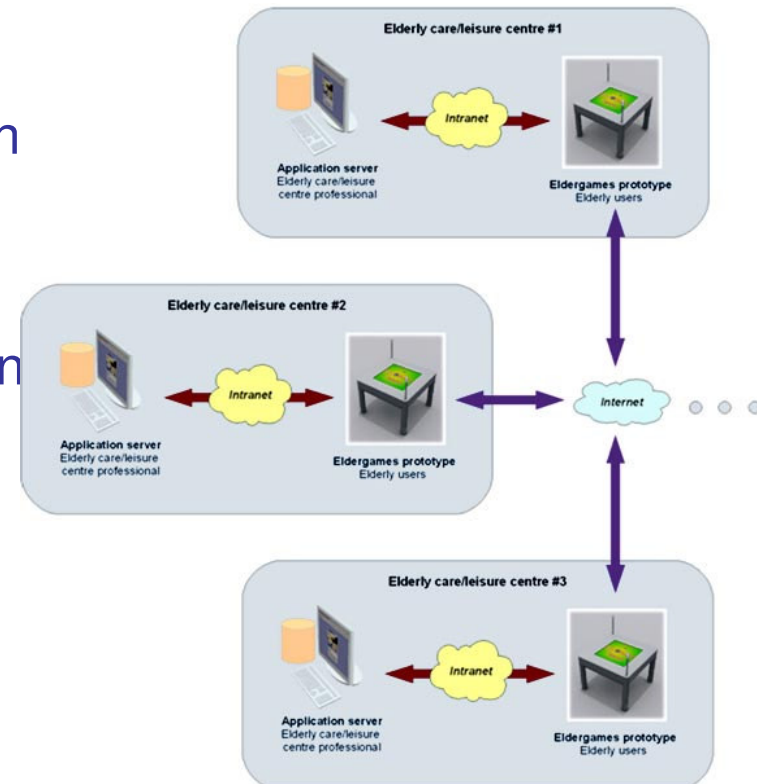 Elderly care/leisure centre #1
Intranet
Application server
Elderly care/leisure
centre professional
Eldergames prototype
Elderly users
n
Elderly care/leisure centre #2
Intranet
Application server
Elderly care/leisure
centre professional
Eldergames prototype
Elderly users
n
Internet
Elderly care/leisure centre #3
Intranet
Application server
Elderly care/leisure
centre professional
Eldergames prototype
Elderly users